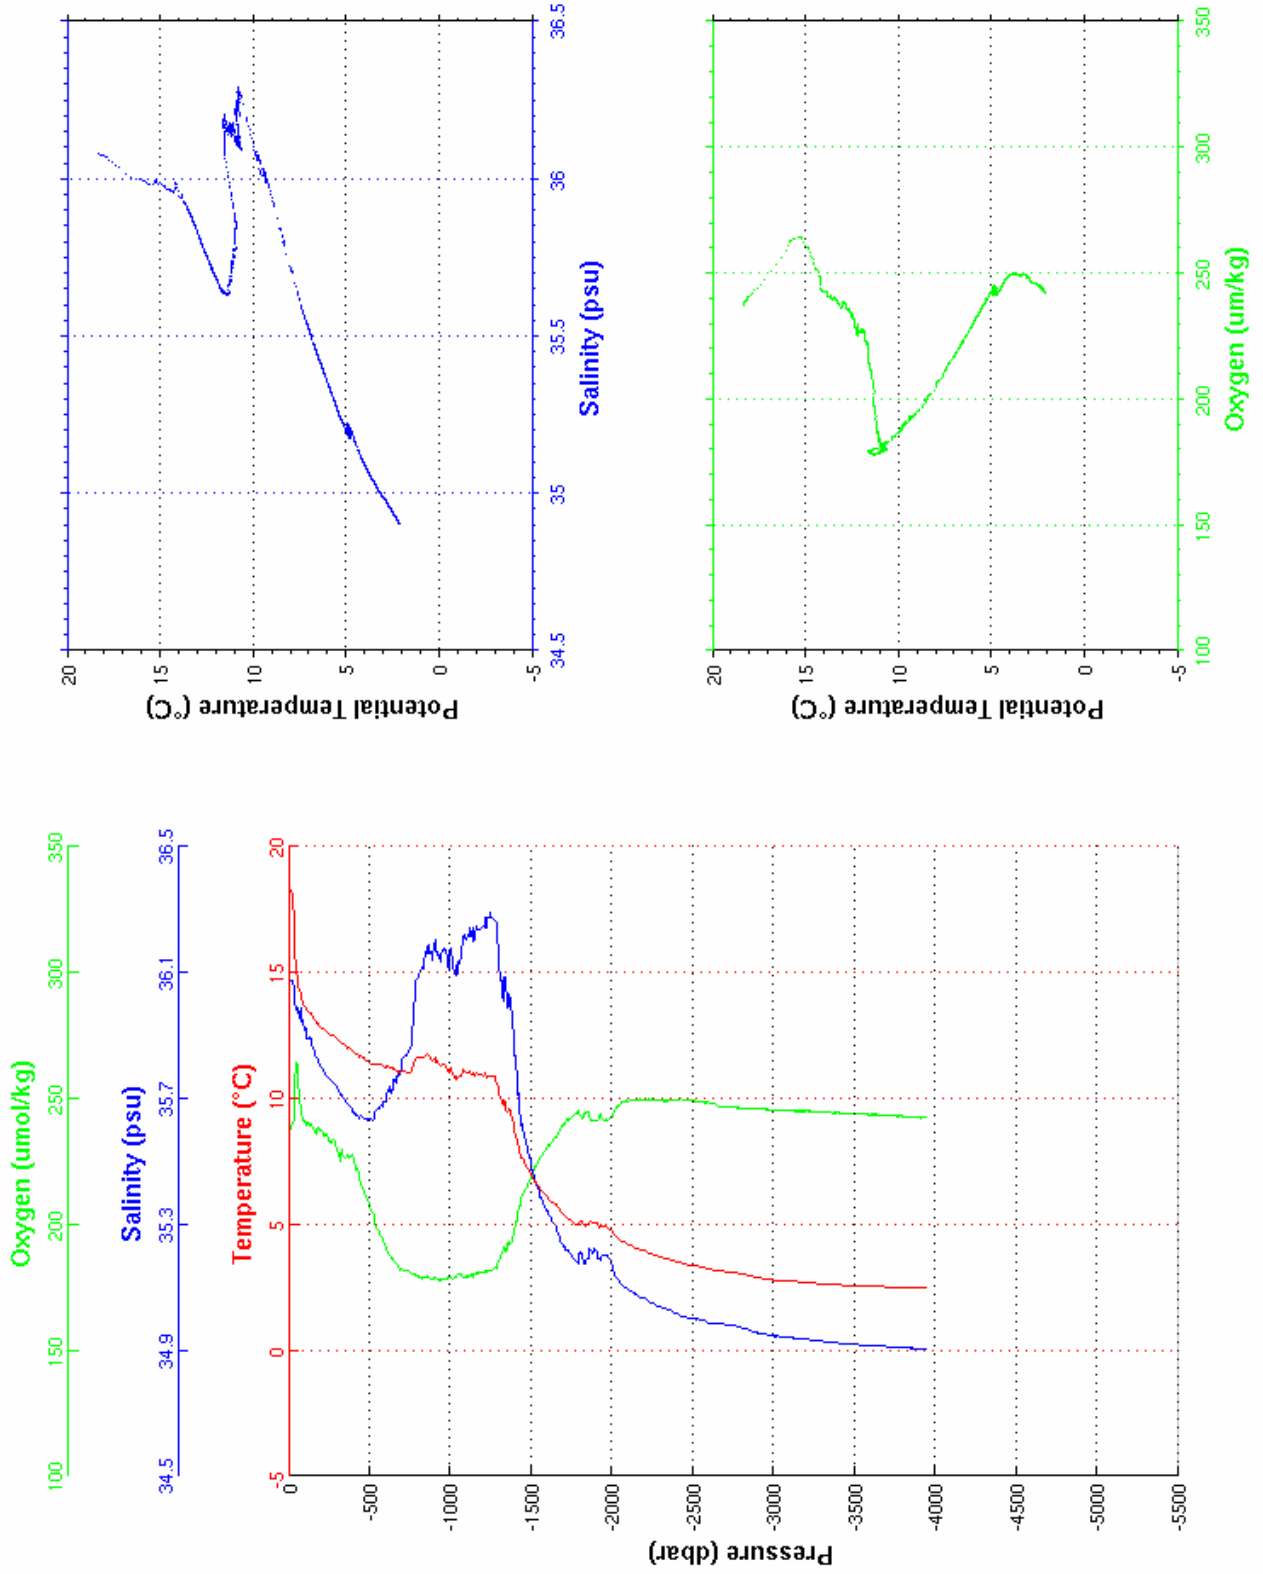 Oxygen (umol/kg)
100 150 200 250 300 350
Salinity (psu)
34.5 34.9 35.3 35.7 36.1 36.5
Temperature (°C)
-5 0 5 10 15 20
Pressure (dbar)
0
-500
-1000
-1500
-2000
-2500
-3000
-3500
-4000
-4500
-5000
-5500
Potential Temperature (°C)
20
15
10
5
0
-5
34.5 35 35.5 36 36.5
Salinity (psu)
Potential Temperature (°C)
20
15
10
5
0
-5
100 150 200 250 300 350
Oxygen (um/kg)